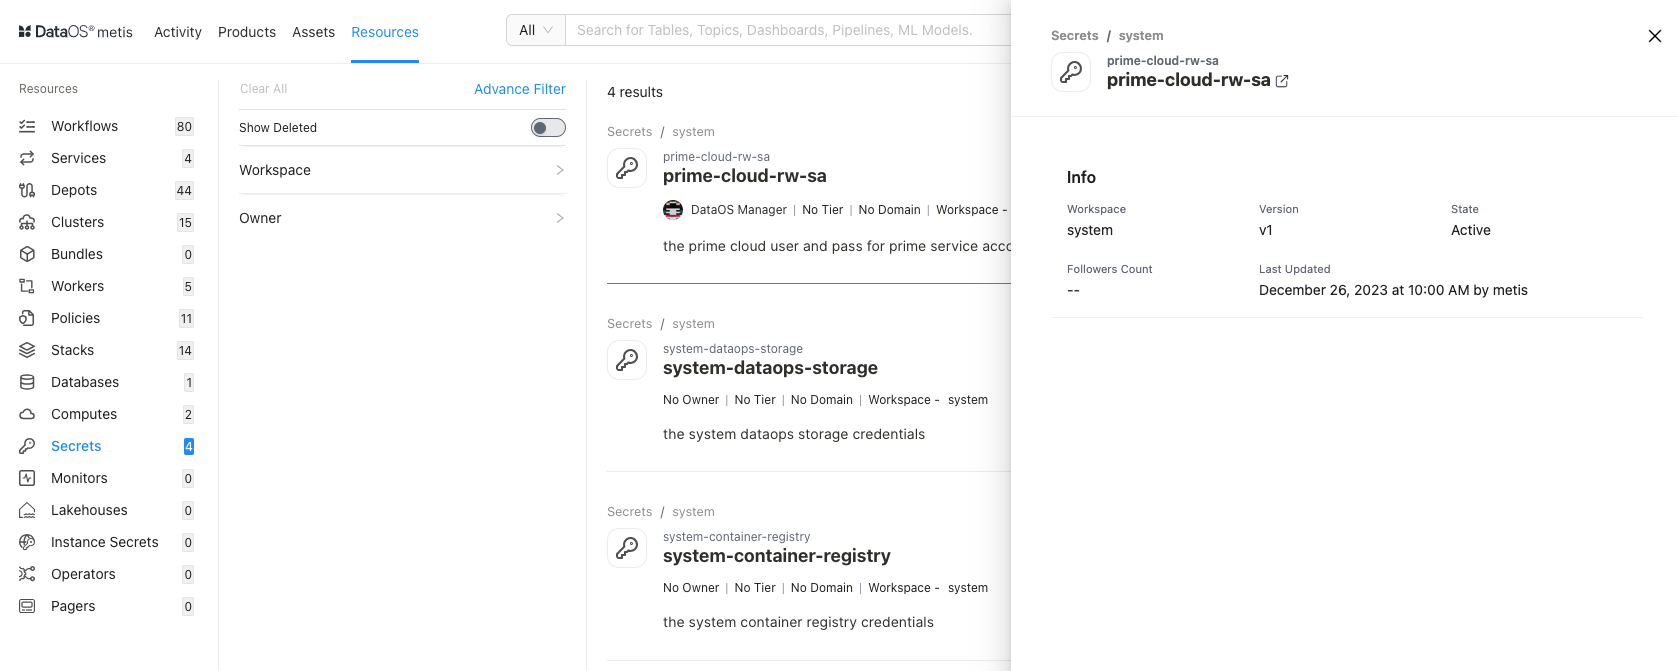 DataOS® metis Activity Products Assets Resources
All Search for Tables, Topics, Dashboards, Pipelines, ML Models.
Resources
Workflows 80
Services 4
Depots 44
Clusters 15
Bundles 0
Workers 5
Policies 11
Stacks 14
Databases 1
Computes 2
Secrets 4
Monitors 0
Lakehouses 0
Instance Secrets 0
Operators 0
Pagers 0
Clear All Advance Filter
Show Deleted
Workspace
Owner
4 results
Secrets / system
prime-cloud-rw-sa
prime-cloud-rw-sa
DataOS Manager | No Tier | No Domain | Workspace -
the prime cloud user and pass for prime service acc
Secrets / system
system-dataops-storage
system-dataops-storage
No Owner | No Tier | No Domain | Workspace - system
the system dataops storage credentials
Secrets / system
system-container-registry
system-container-registry
No Owner | No Tier | No Domain | Workspace - system
the system container registry credentials
Secrets / system
prime-cloud-rw-sa
prime-cloud-rw-sa
Info
Workspace Version State
system v1 Active
Followers Count Last Updated
-- December 26, 2023 at 10:00 AM by metis